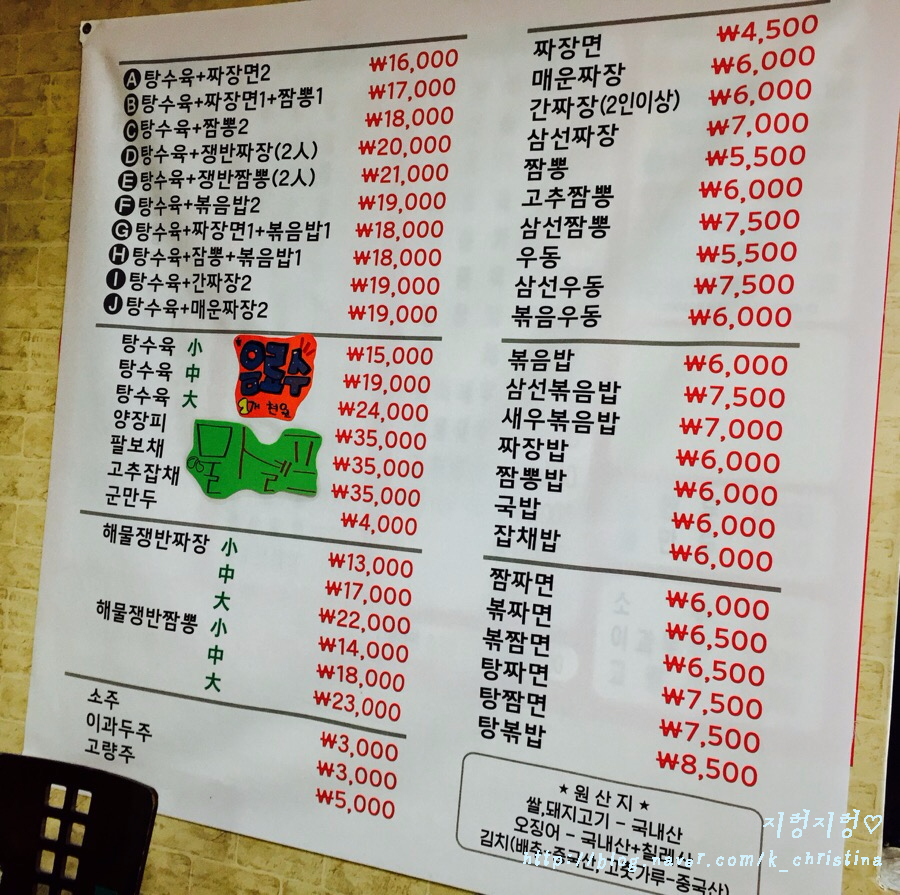 A 탕수육+짜장면2 ₩16,000
B 탕수육+짜장면1+짬뽕1 ₩17,000
C 탕수육+짬뽕2 ₩18,000
D 탕수육+쟁반짜장(2人) ₩20,000
E 탕수육+쟁반짬뽕(2人) ₩21,000
F 탕수육+볶음밥2 ₩19,000
G 탕수육+짜장면1+볶음밥1 ₩18,000
H 탕수육+잠뽕+볶음밥1 ₩18,000
I 탕수육+간짜장2 ₩19,000
J 탕수육+매운짜장2 ₩19,000
탕수육 小 ₩15,000
탕수육 中 ₩19,000
탕수육 大 ₩24,000
양장피 ₩35,000
팔보채 ₩35,000
고추잡채 ₩35,000
군만두 ₩4,000
음료수
물
해물쟁반짜장 小 ₩13,000
中 ₩17,000
大 ₩22,000
해물쟁반짬뽕 小 ₩14,000
中 ₩18,000
大 ₩23,000
소주 ₩3,000
이과두주 ₩3,000
고량주 ₩5,000
짜장면 ₩4,500
매운짜장 ₩6,000
간짜장(2인이상) ₩6,000
삼선짜장 ₩7,000
짬뽕 ₩5,500
고추짬뽕 ₩6,000
삼선짬뽕 ₩7,500
우동 ₩5,500
삼선우동 ₩7,500
볶음우동 ₩6,000
볶음밥 ₩6,000
삼선볶음밥 ₩7,500
새우볶음밥 ₩7,000
짜장밥 ₩6,000
짬뽕밥 ₩6,000
국밥 ₩6,000
잡채밥 ₩6,000
짬짜면 ₩6,000
볶짜면 ₩6,500
볶짬면 ₩6,500
탕짜면 ₩7,500
탕짬면 ₩7,500
탕볶밥 ₩8,500
★원산지★
쌀,돼지고기 - 국내산
오징어 - 국내산+칠레산
김치(배추-중국산,고춧가루-중국산)
지렁지렁♡
http://blog.naver.com/k_christina